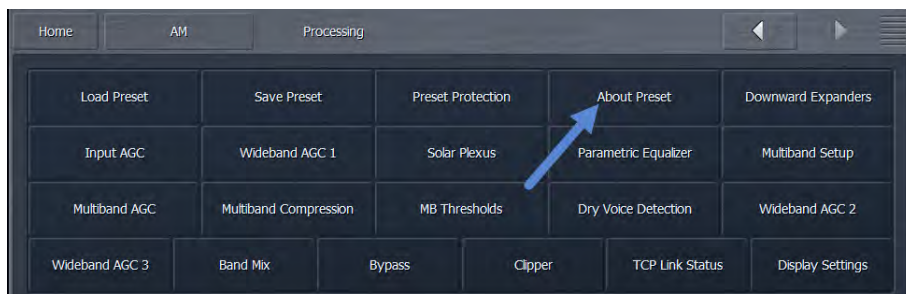 Home AM Processing
Load Preset Save Preset Preset Protection About Preset Downward Expanders
Input AGC Wideband AGC 1 Solar Plexus Parametric Equalizer Multiband Setup
Multiband AGC Multiband Compression MB Thresholds Dry Voice Detection Wideband AGC 2
Wideband AGC 3 Band Mix Bypass Clipper TCP Link Status Display Settings